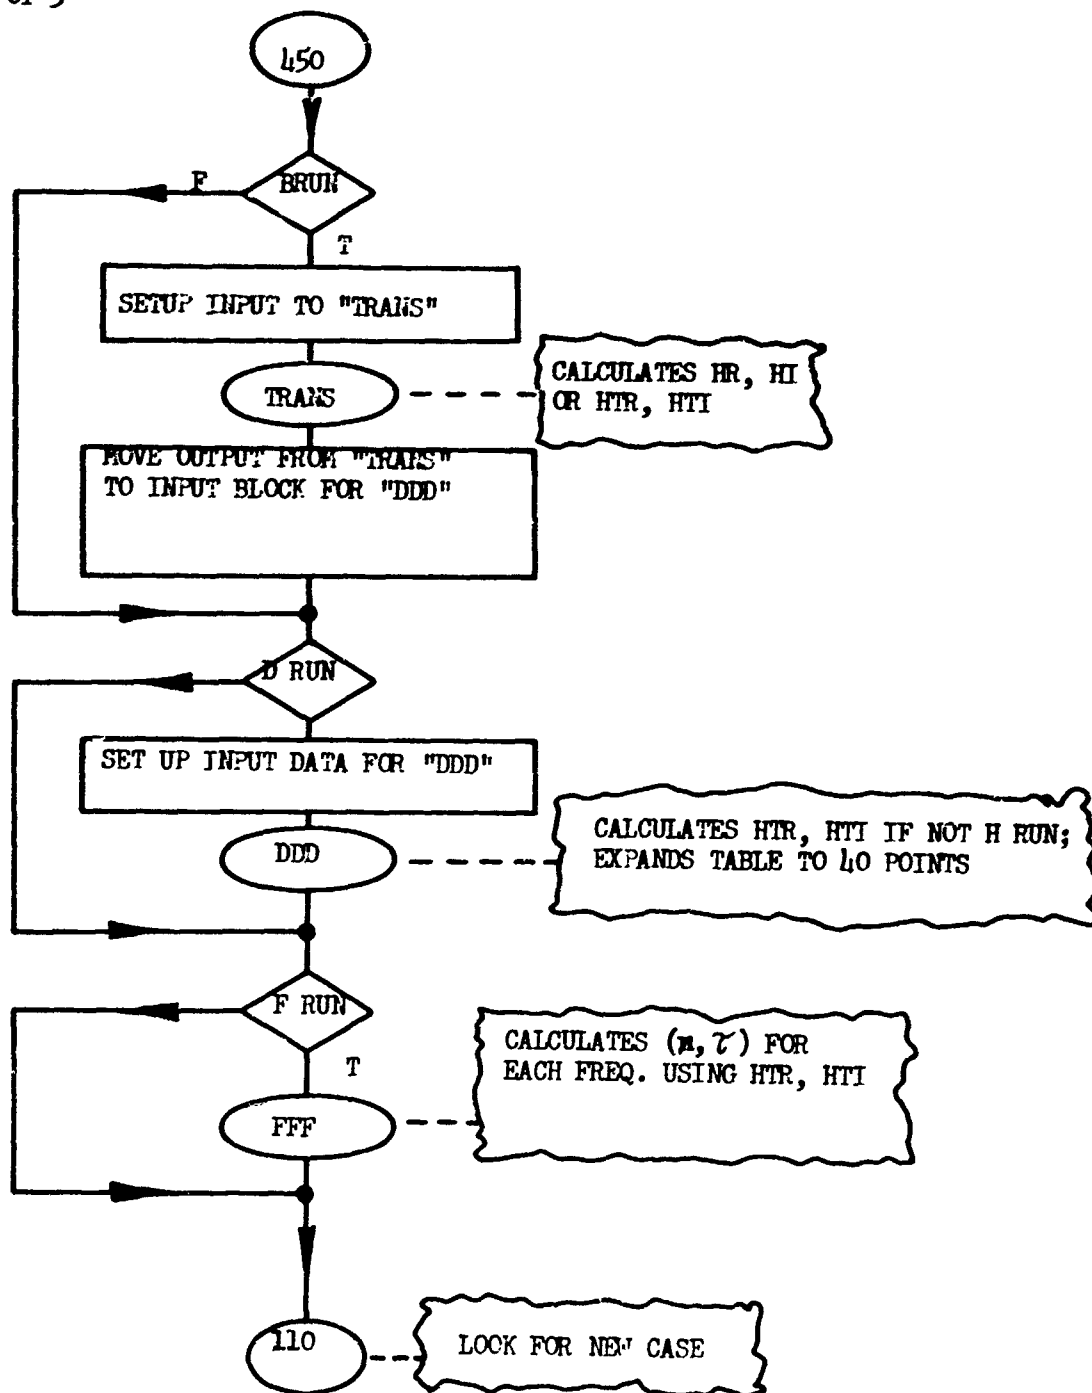 450
BRUN
F
T
SETUP INPUT TO "TRANS"
TRANS
CALCULATES HR, HI
OR HTR, HTI
MOVE OUTPUT FROM "TRANS"
TO INPUT BLOCK FOR "DDD"
D RUN
SET UP INPUT DATA FOR "DDD"
DDD
CALCULATES HTR, HTI IF NOT H RUN;
EXPANDS TABLE TO 40 POINTS
F RUN
T
FFF
CALCULATES (n, τ) FOR
EACH FREQ. USING HTR, HTI
110
LOOK FOR NEW CASE